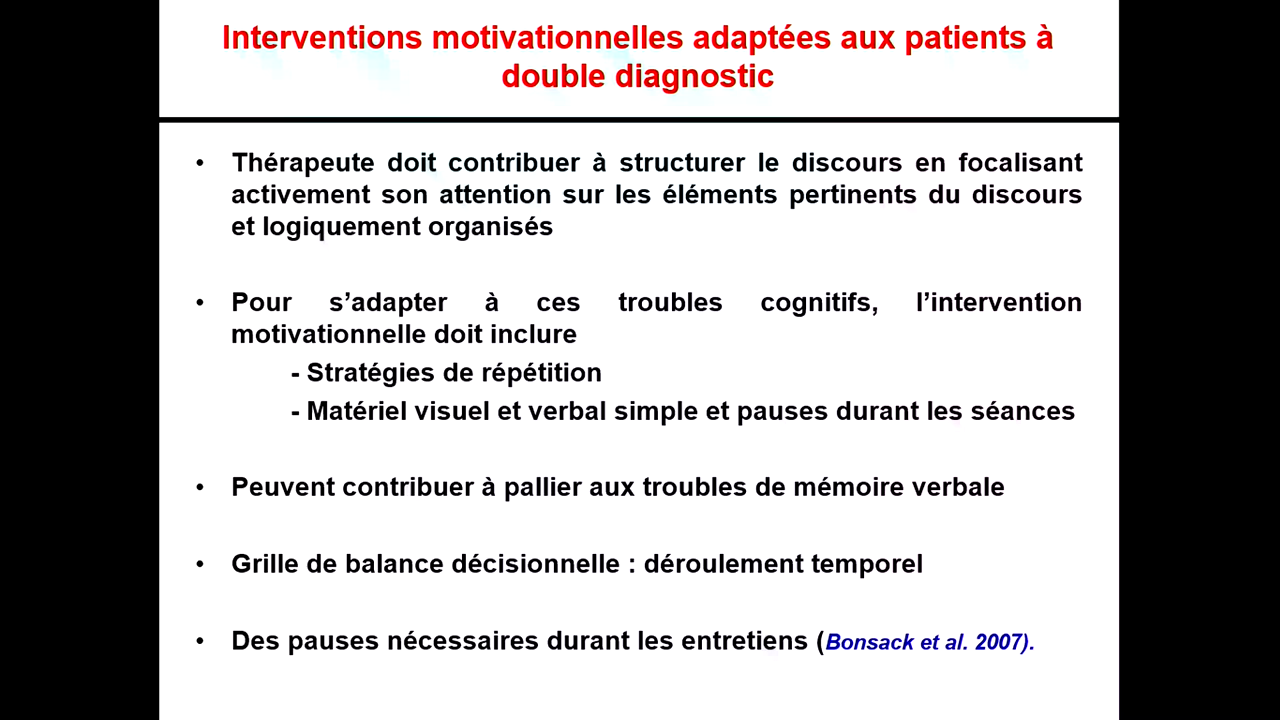 Interventions motivationnelles adaptées aux patients à
double diagnostic
• Thérapeute doit contribuer à structurer le discours en focalisant
activement son attention sur les éléments pertinents du discours
et logiquement organisés
• Pour s’adapter à ces troubles cognitifs, l’intervention
motivationnelle doit inclure
- Stratégies de répétition
- Matériel visuel et verbal simple et pauses durant les séances
• Peuvent contribuer à pallier aux troubles de mémoire verbale
• Grille de balance décisionnelle : déroulement temporel
• Des pauses nécessaires durant les entretiens (Bonsack et al. 2007).